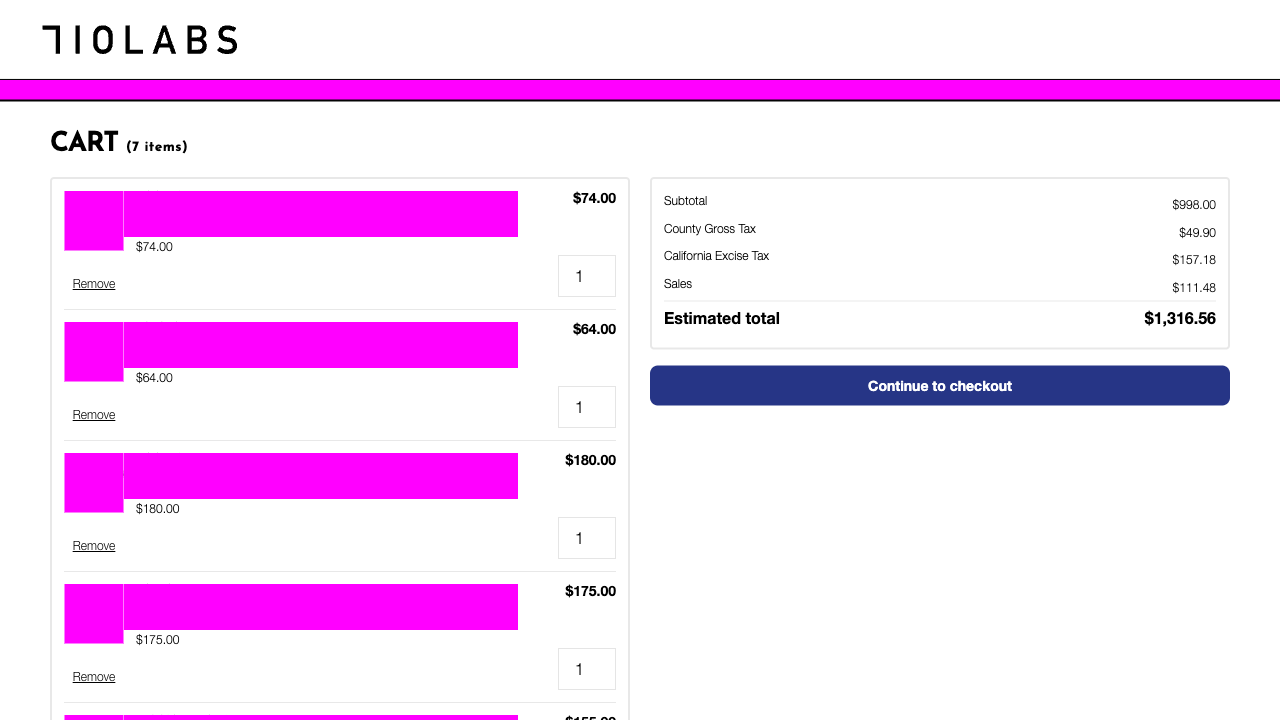 710LABS
CART (7 items)
$74.00
$74.00
1
Remove
$64.00
$64.00
1
Remove
$180.00
$180.00
1
Remove
$175.00
$175.00
1
Remove
Subtotal $998.00
County Gross Tax $49.90
California Excise Tax $157.18
Sales $111.48
Estimated total $1,316.56
Continue to checkout